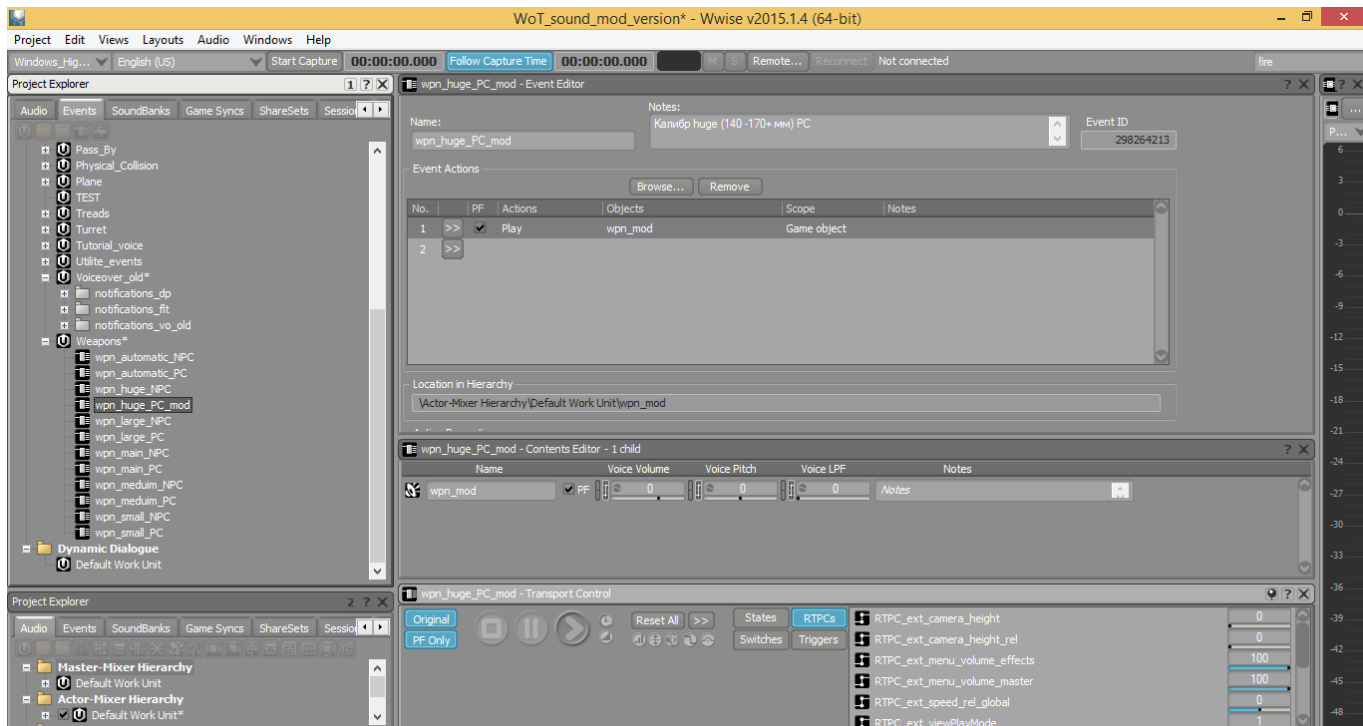 WoT_sound_mod_version* - Wwise v2015.1.4 (64-bit)
Project Edit Views Layouts Audio Windows Help
Windows_Hig... English (US) Start Capture 00:00:00.000 Follow Capture Time 00:00:00.000 M S Remote... Reconnect Not connected fire
Project Explorer 1 ? X
Audio Events SoundBanks Game Syncs ShareSets Session
Pass_By
Physical_Collision
Plane
TEST
Treads
Turret
Tutorial_voice
Utilite_events
Voiceover_old*
notifications_dp
notifications_flt
notifications_vo_old
Weapons*
wpn_automatic_NPC
wpn_automatic_PC
wpn_huge_NPC
wpn_huge_PC_mod
wpn_large_NPC
wpn_large_PC
wpn_main_NPC
wpn_main_PC
wpn_meduim_NPC
wpn_meduim_PC
wpn_small_NPC
wpn_small_PC
Dynamic Dialogue
Default Work Unit
Project Explorer 2 ? X
Audio Events SoundBanks Game Syncs ShareSets Session
Master-Mixer Hierarchy
Default Work Unit
Actor-Mixer Hierarchy
Default Work Unit*
wpn_huge_PC_mod - Event Editor ? X
Notes:
Name:
wpn_huge_PC_mod
Калибр huge (140 -170+ мм) PC
Event ID
298264213
Event Actions
Browse... Remove
No. PF Actions Objects Scope Notes
1 >> Play wpn_mod Game object
2 >>
Location in Hierarchy
\Actor-Mixer Hierarchy\Default Work Unit\wpn_mod
wpn_huge_PC_mod - Contents Editor - 1 child ? X
Name Voice Volume Voice Pitch Voice LPF Notes
wpn_mod PF 0 0 0 Notes
wpn_huge_PC_mod - Transport Control ? X
Original
PF Only
Reset All >>
States RTPCs
Switches Triggers
RTPC_ext_camera_height 0
RTPC_ext_camera_height_rel 0
RTPC_ext_menu_volume_effects 100
RTPC_ext_menu_volume_master 100
RTPC_ext_speed_rel_global 0
RTPC_ext_viewPlayMode 1
? X
...
P...
6
3
0
-3
-6
-9
-12
-15
-18
-21
-24
-27
-30
-33
-36
-39
-42
-45
-48